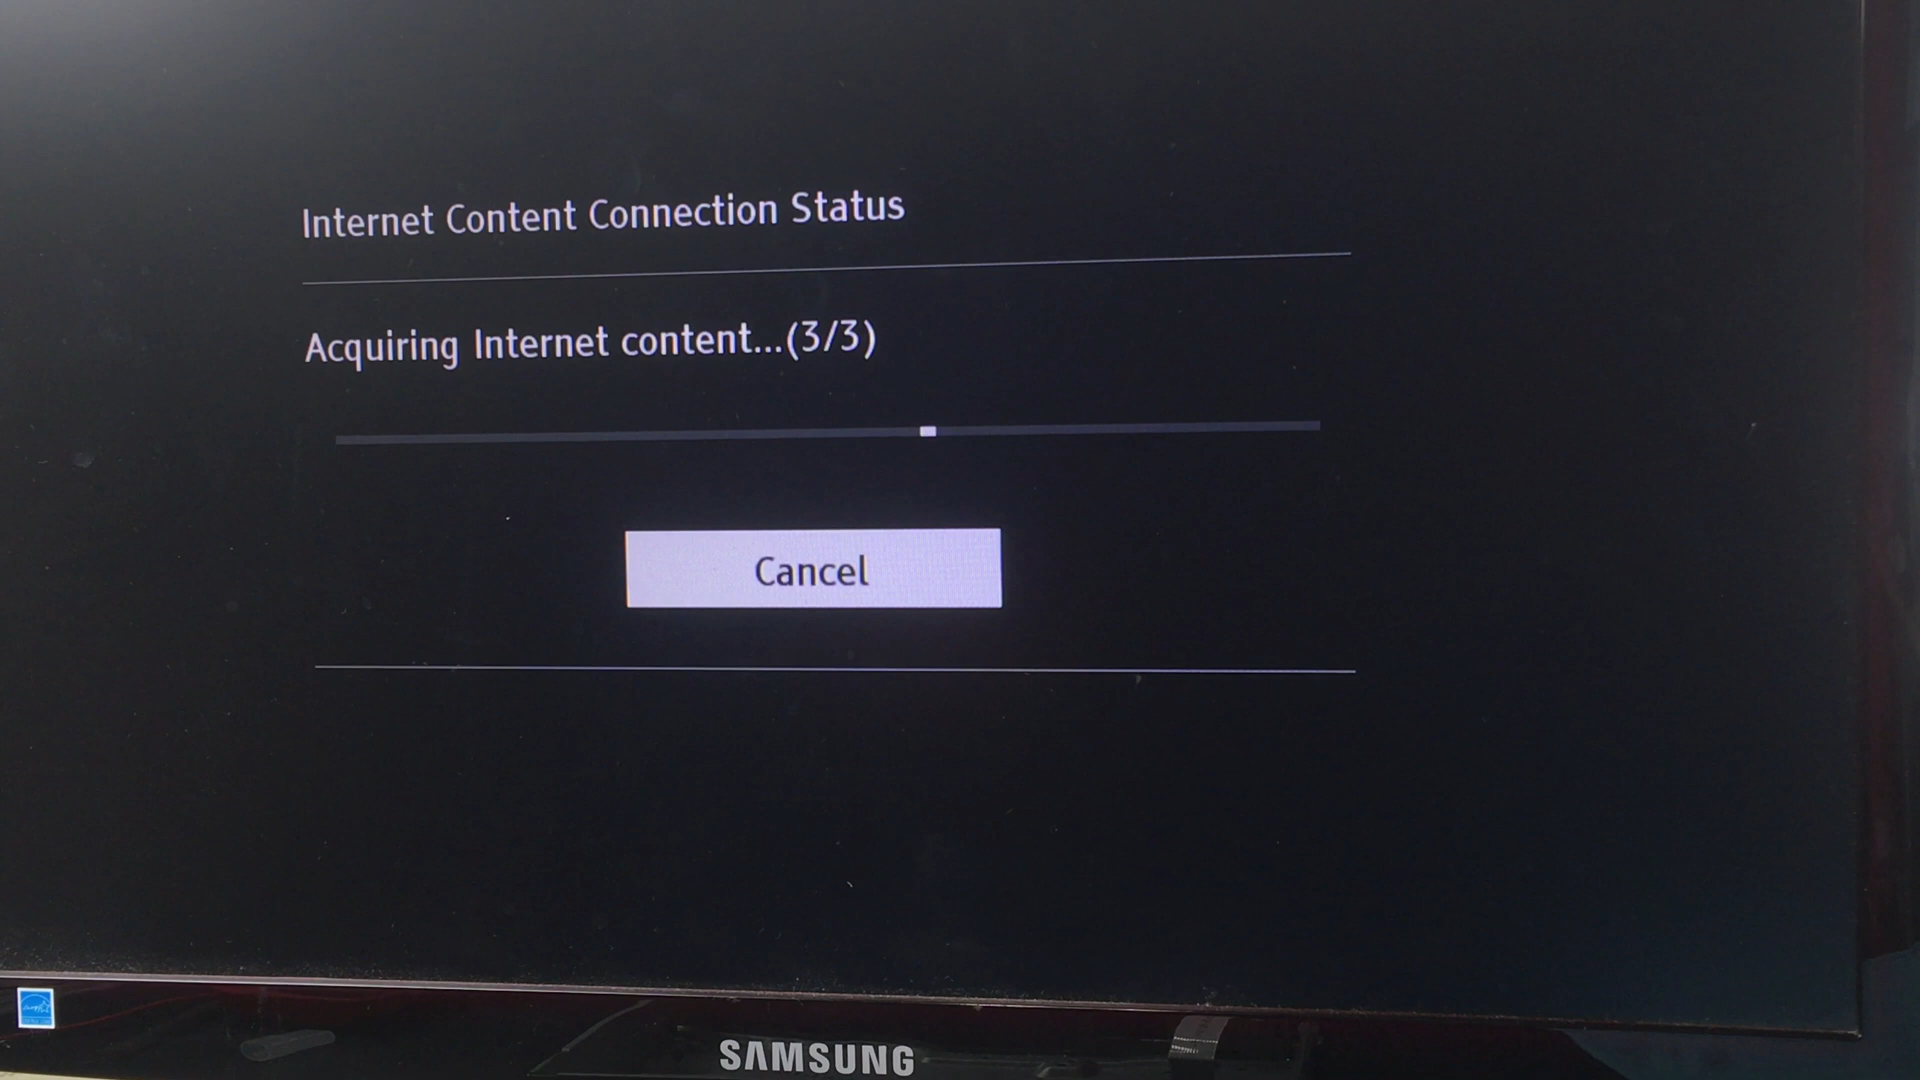 Internet Content Connection Status
Acquiring Internet content...(3/3)
Cancel
SAMSUNG